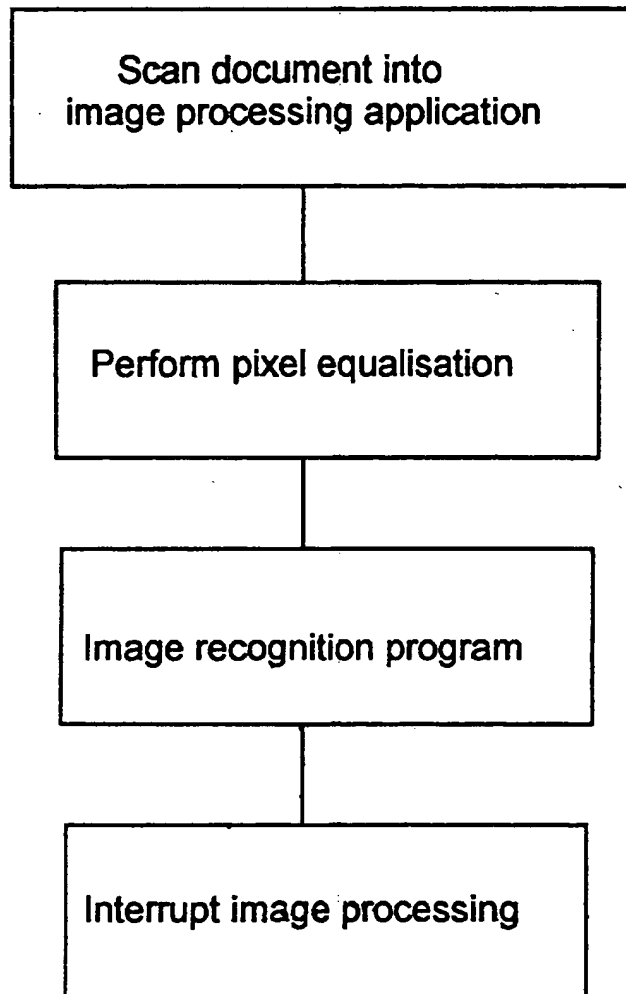 Scan document into
image processing application
Perform pixel equalisation
Image recognition program
Interrupt image processing